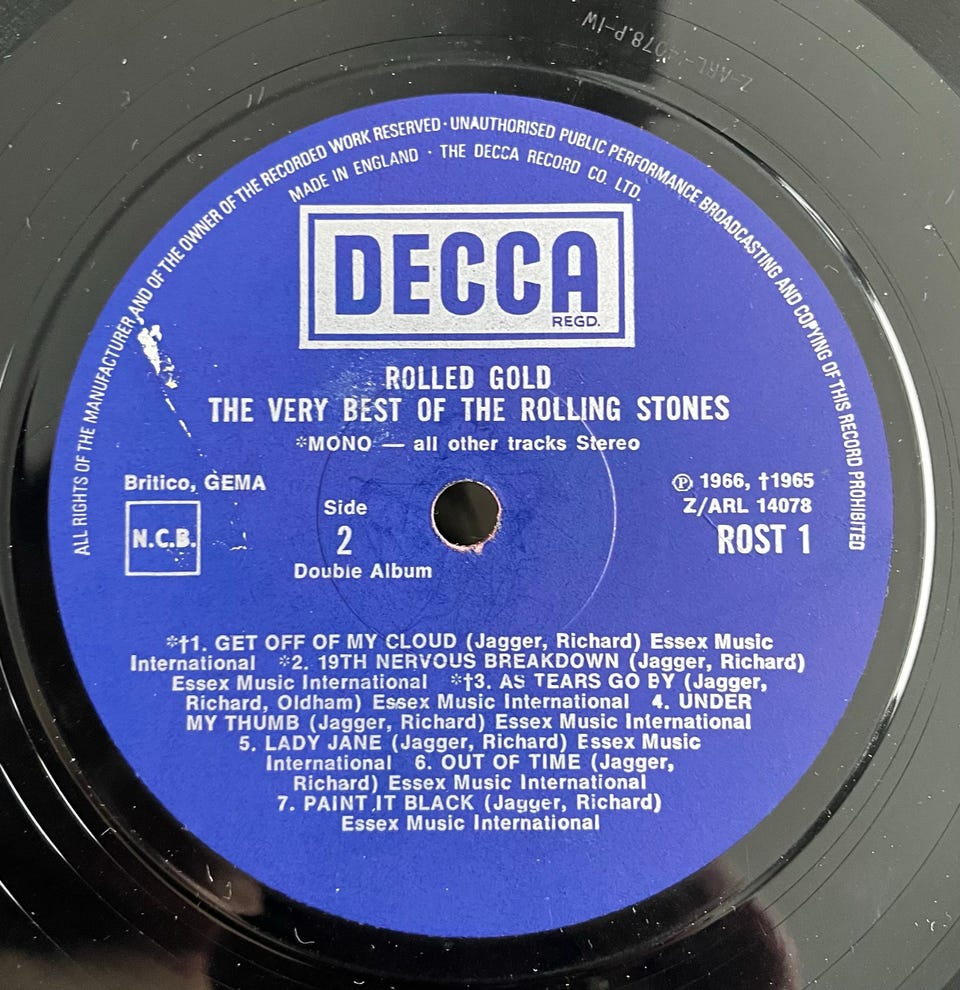 Z-ARL-14078.P-1W
ALL RIGHTS OF THE MANUFACTURER AND OF THE OWNER OF THE RECORDED WORK RESERVED · UNAUTHORISED PUBLIC PERFORMANCE BROADCASTING AND COPYING OF THIS RECORD PROHIBITED
MADE IN ENGLAND · THE DECCA RECORD CO. LTD.
DECCA
REGD.
ROLLED GOLD
THE VERY BEST OF THE ROLLING STONES
*MONO — all other tracks Stereo
Britico, GEMA
N.C.B.
Side
2
Double Album
Ⓟ 1966, †1965
Z/ARL 14078
ROST 1
*†1. GET OFF OF MY CLOUD (Jagger, Richard) Essex Music
International *2. 19TH NERVOUS BREAKDOWN (Jagger, Richard)
Essex Music International *†3. AS TEARS GO BY (Jagger,
Richard, Oldham) Essex Music International 4. UNDER
MY THUMB (Jagger, Richard) Essex Music International
5. LADY JANE (Jagger, Richard) Essex Music
International 6. OUT OF TIME (Jagger,
Richard) Essex Music International
7. PAINT,IT BLACK (Jagger, Richard)
Essex Music International